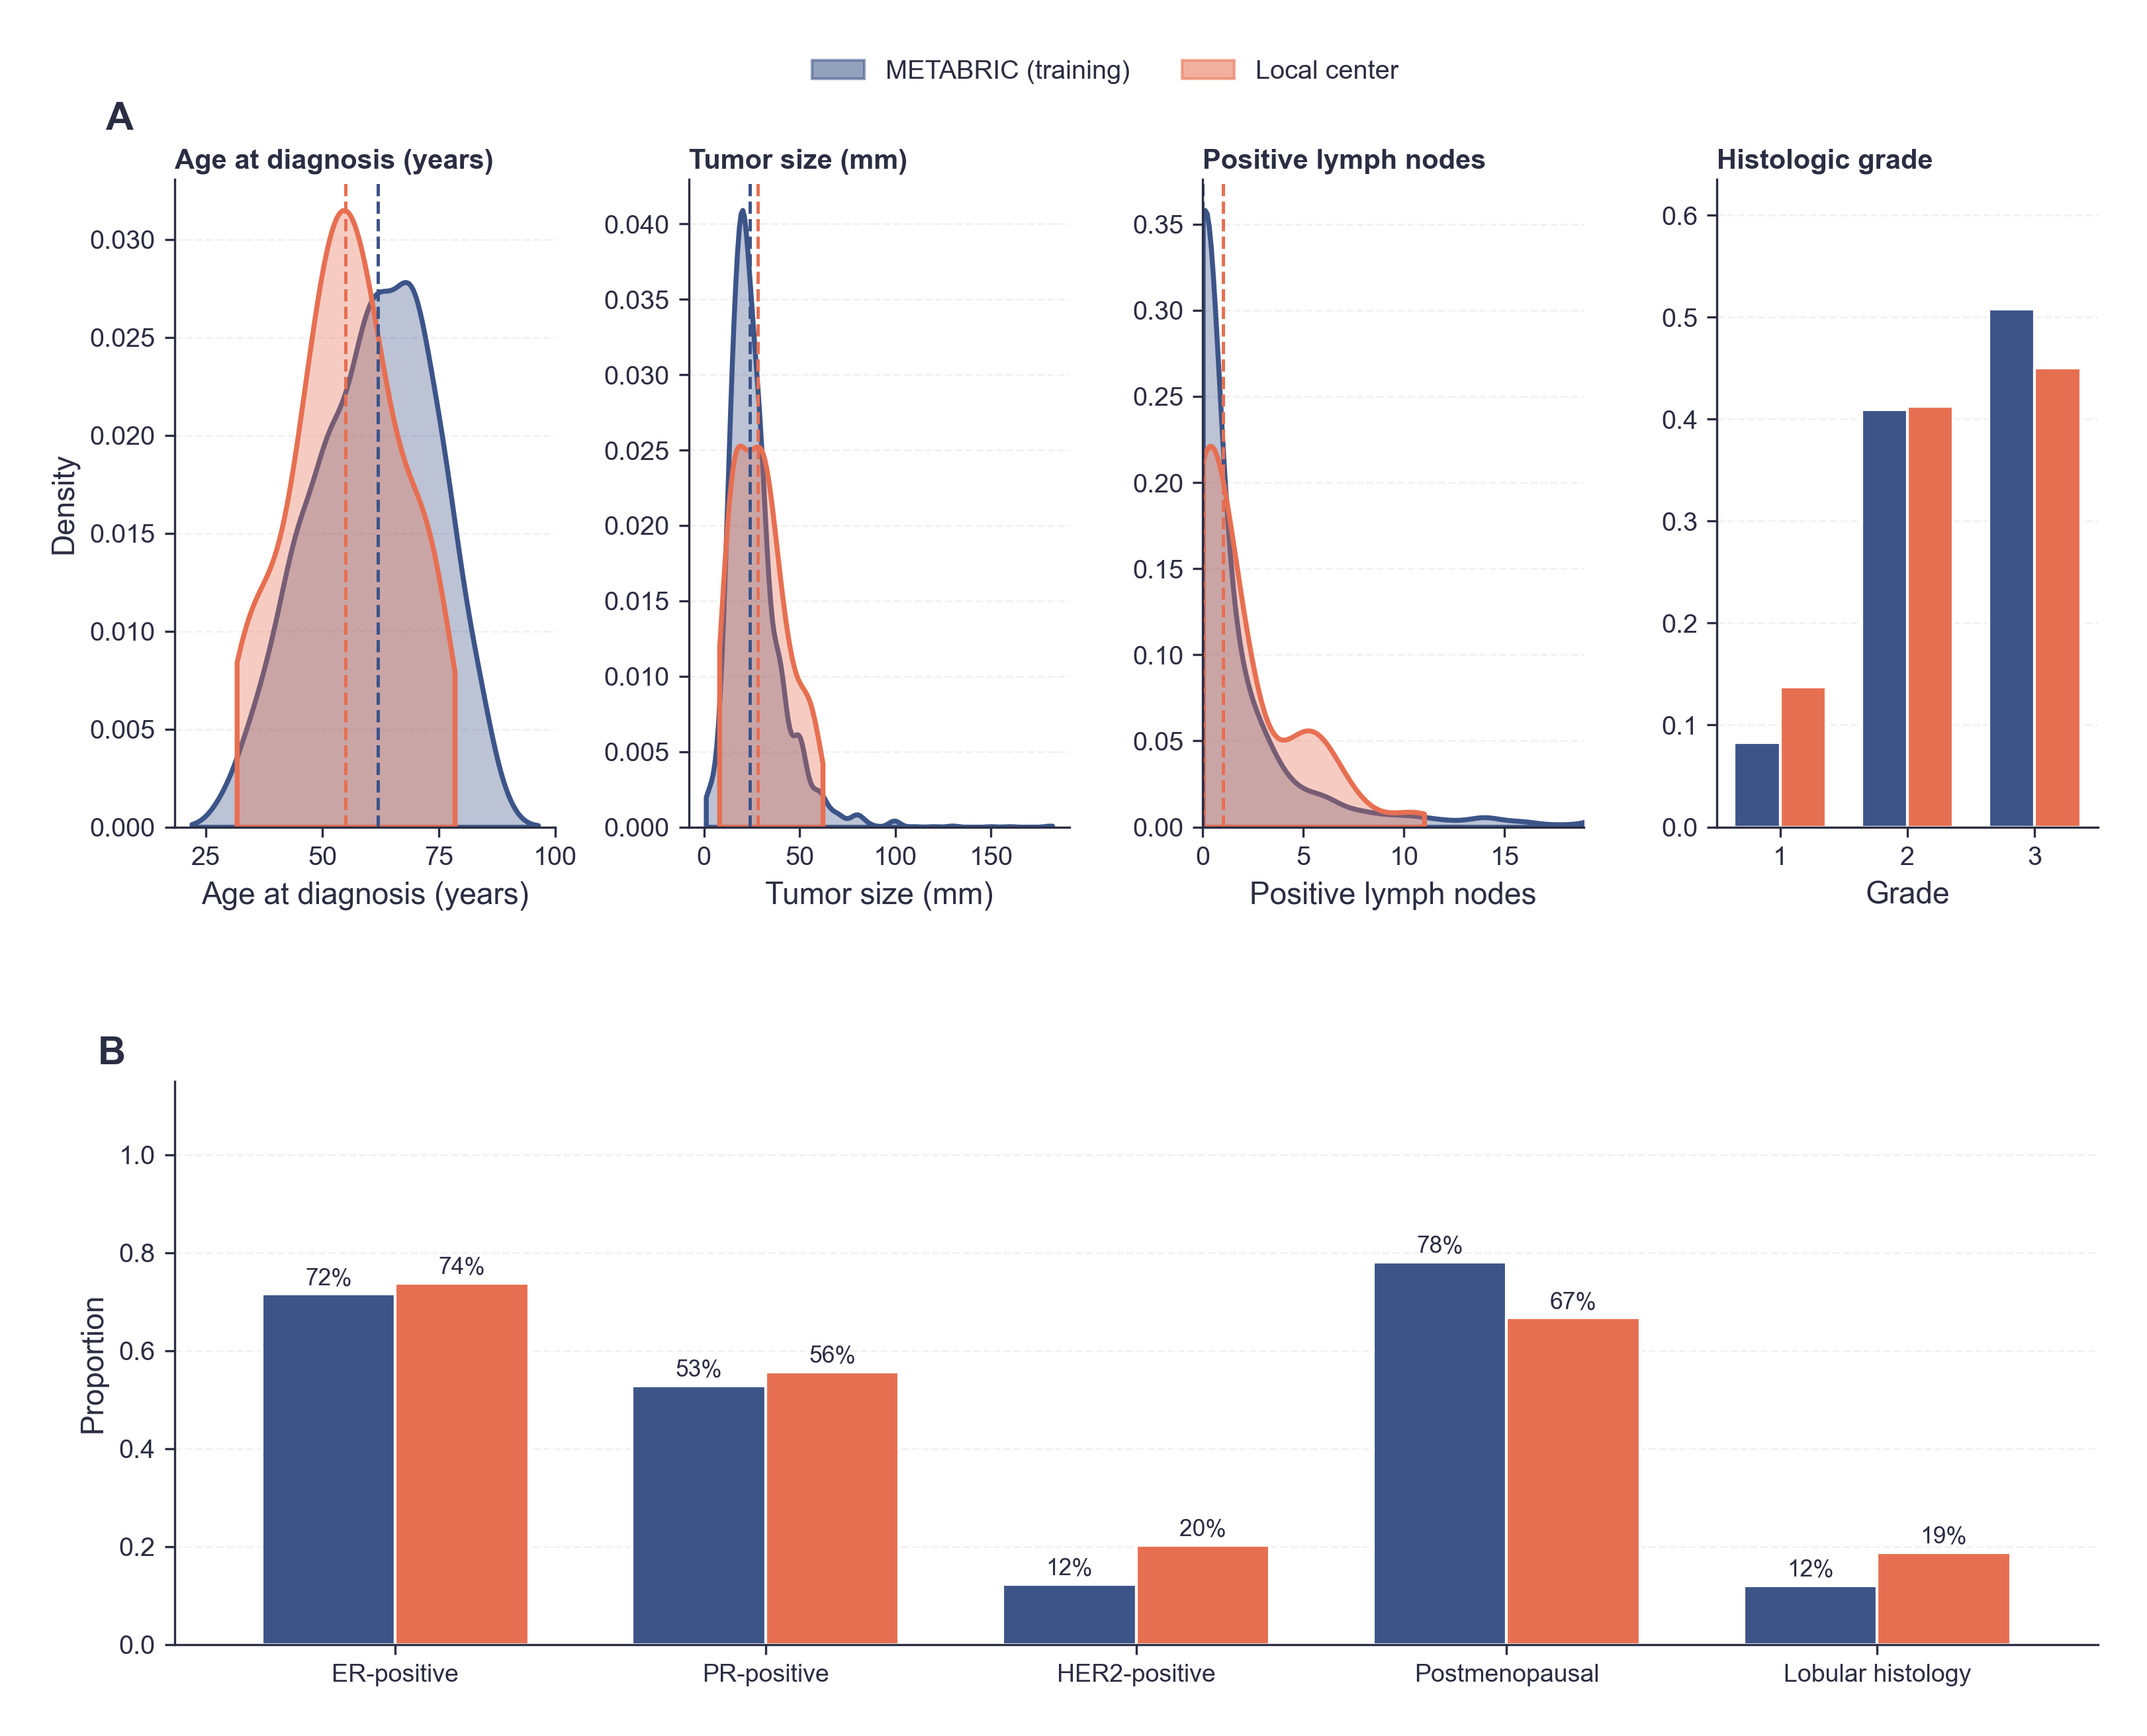 METABRIC (training)
Local center
A
Age at diagnosis (years)
Tumor size (mm)
Positive lymph nodes
Histologic grade
Density
0.030
0.025
0.020
0.015
0.010
0.005
0.000
25 50 75 100
Age at diagnosis (years)
0.040
0.035
0.030
0.025
0.020
0.015
0.010
0.005
0.000
0 50 100 150
Tumor size (mm)
0.35
0.30
0.25
0.20
0.15
0.10
0.05
0.00
0 5 10 15
Positive lymph nodes
0.6
0.5
0.4
0.3
0.2
0.1
0.0
1 2 3
Grade
B
Proportion
1.0
0.8
0.6
0.4
0.2
0.0
72% 74%
53% 56%
12% 20%
78% 67%
12% 19%
ER-positive
PR-positive
HER2-positive
Postmenopausal
Lobular histology